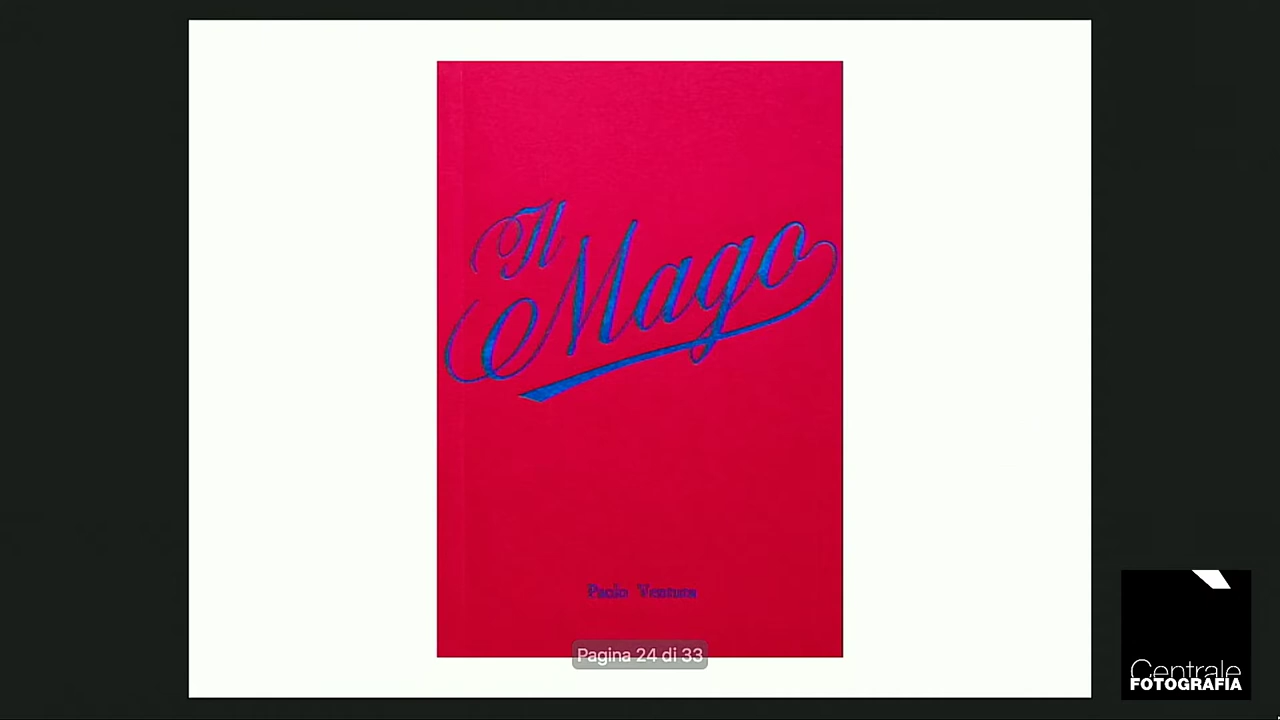 Il
Mago
Paolo Ventura
Pagina 24 di 33
Centrale
FOTOGRAFIA